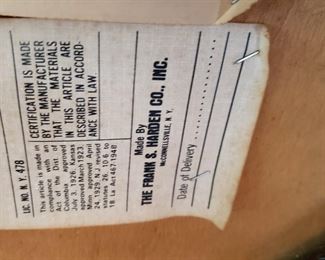 CERTIFICATION IS MADE
BY THE MANUFACTURER
THAT THE MATERIALS
IN THIS ARTICLE ARE
DESCRIBED IN ACCORD-
ANCE WITH LAW.
LIC. NO. N.Y. 478
This article is made in
compliance with an
Act of the Dist of
Columbia approved
July 3, 1926, Kansas
approved March 1923,
Minn approved April
24, 1929, N.J. revised
statutes 26: 10.6 to
18. La Act 467-1948
Made By
THE FRANK S. HARDEN CO., INC.
McCONNELLSVILLE, N. Y.
Date of Delivery